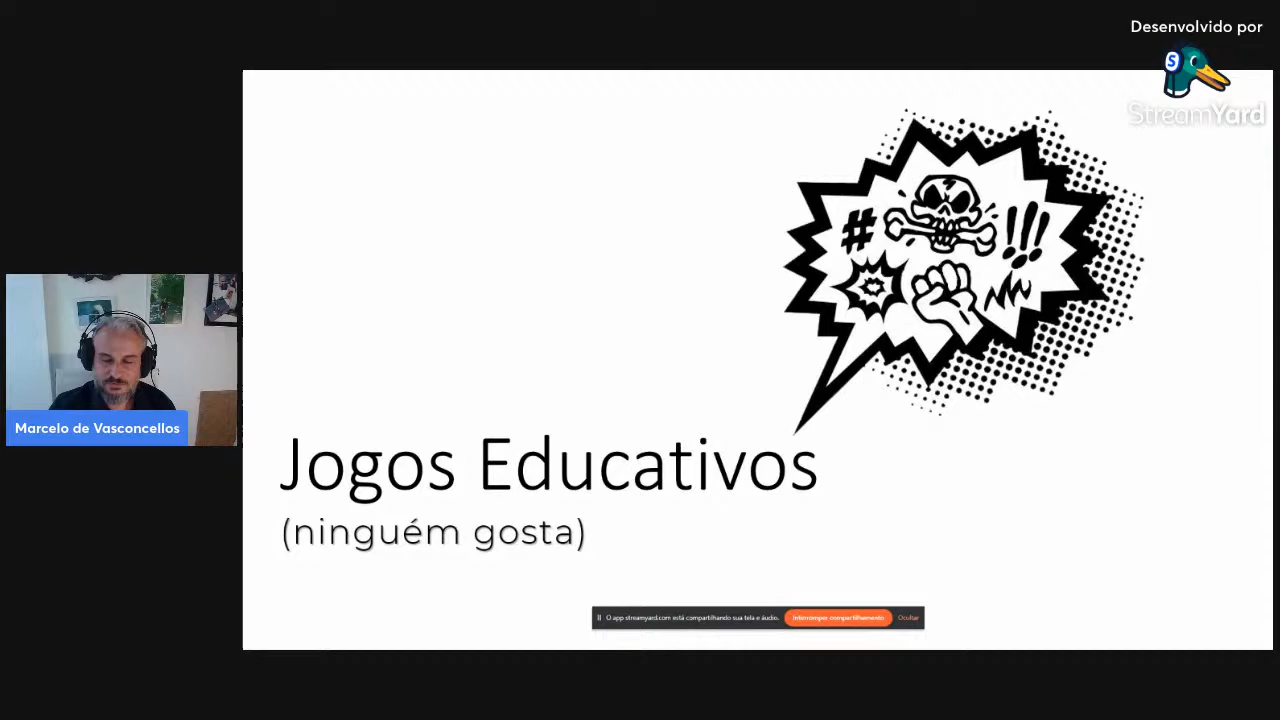 Desenvolvido por
S
StreamYard
#
!!!
Marcelo de Vasconcellos
Jogos Educativos
(ninguém gosta)
O app streamyard.com está compartilhando sua tela e áudio. Interromper compartilhamento Ocultar